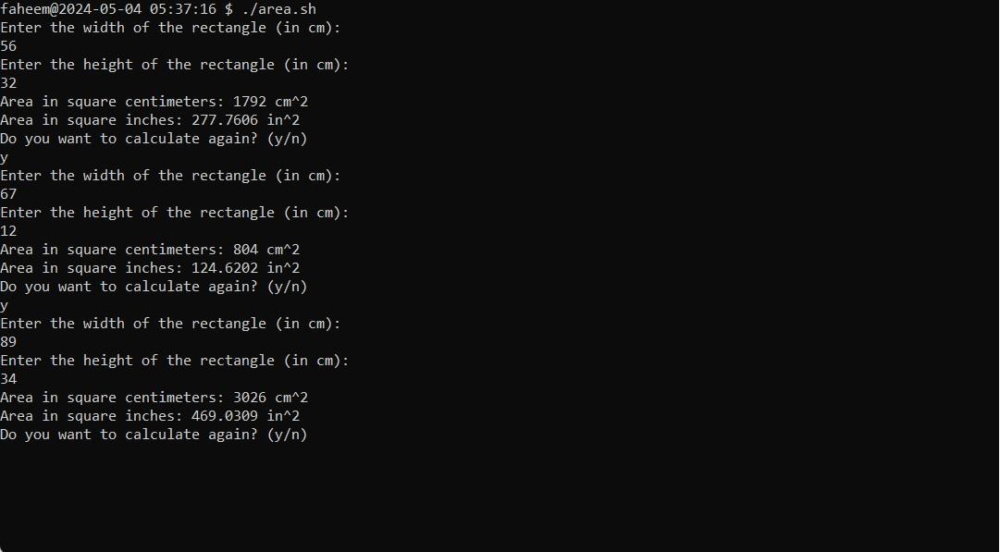 faheem@2024-05-04 05:37:16 $ ./area.sh
Enter the width of the rectangle (in cm):
56
Enter the height of the rectangle (in cm):
32
Area in square centimeters: 1792 cm^2
Area in square inches: 277.7606 in^2
Do you want to calculate again? (y/n)
y
Enter the width of the rectangle (in cm):
67
Enter the height of the rectangle (in cm):
12
Area in square centimeters: 804 cm^2
Area in square inches: 124.6202 in^2
Do you want to calculate again? (y/n)
y
Enter the width of the rectangle (in cm):
89
Enter the height of the rectangle (in cm):
34
Area in square centimeters: 3026 cm^2
Area in square inches: 469.0309 in^2
Do you want to calculate again? (y/n)